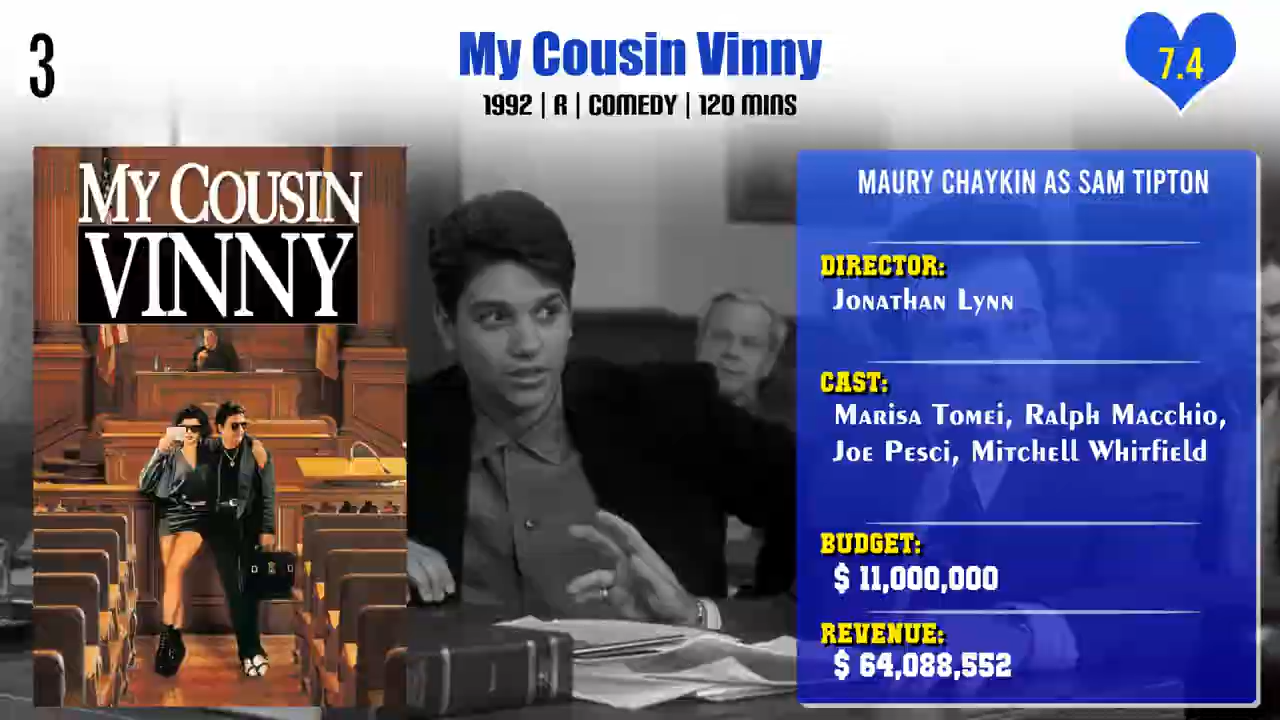 3
My Cousin Vinny
7.4
1992 | R | COMEDY | 120 MINS
MY COUSIN
VINNY
MAURY CHAYKIN AS SAM TIPTON
DIRECTOR:
Jonathan Lynn
CAST:
Marisa Tomei, Ralph Macchio,
Joe Pesci, Mitchell Whitfield
BUDGET:
$ 11,000,000
REVENUE:
$ 64,088,552